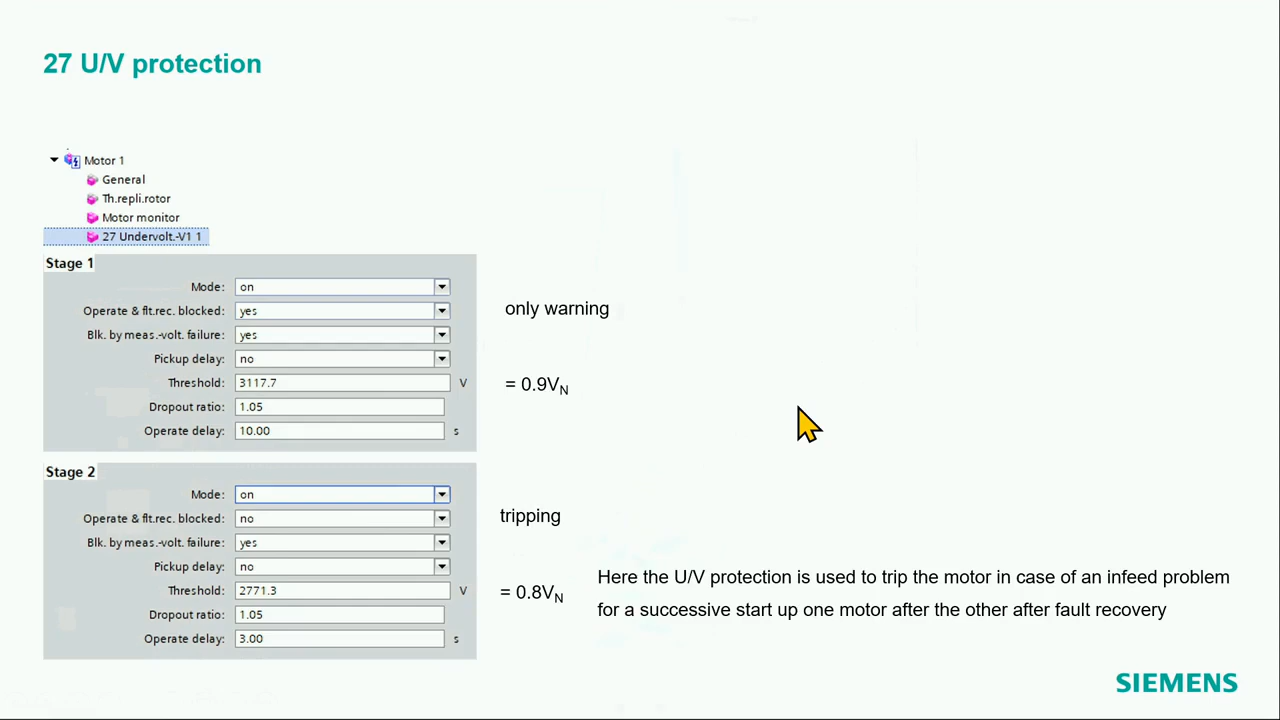 27 U/V protection
Motor 1
General
Th.repli.rotor
Motor monitor
27 Undervolt.-V1 1
Stage 1
Mode: on
Operate & flt.rec. blocked: yes only warning
Blk. by meas.-volt. failure: yes
Pickup delay: no
Threshold: 3117.7 V = 0.9VN
Dropout ratio: 1.05
Operate delay: 10.00 s
Stage 2
Mode: on
Operate & flt.rec. blocked: no tripping
Blk. by meas.-volt. failure: yes
Pickup delay: no
Threshold: 2771.3 V = 0.8VN
Dropout ratio: 1.05
Operate delay: 3.00 s
Here the U/V protection is used to trip the motor in case of an infeed problem
for a successive start up one motor after the other after fault recovery
SIEMENS